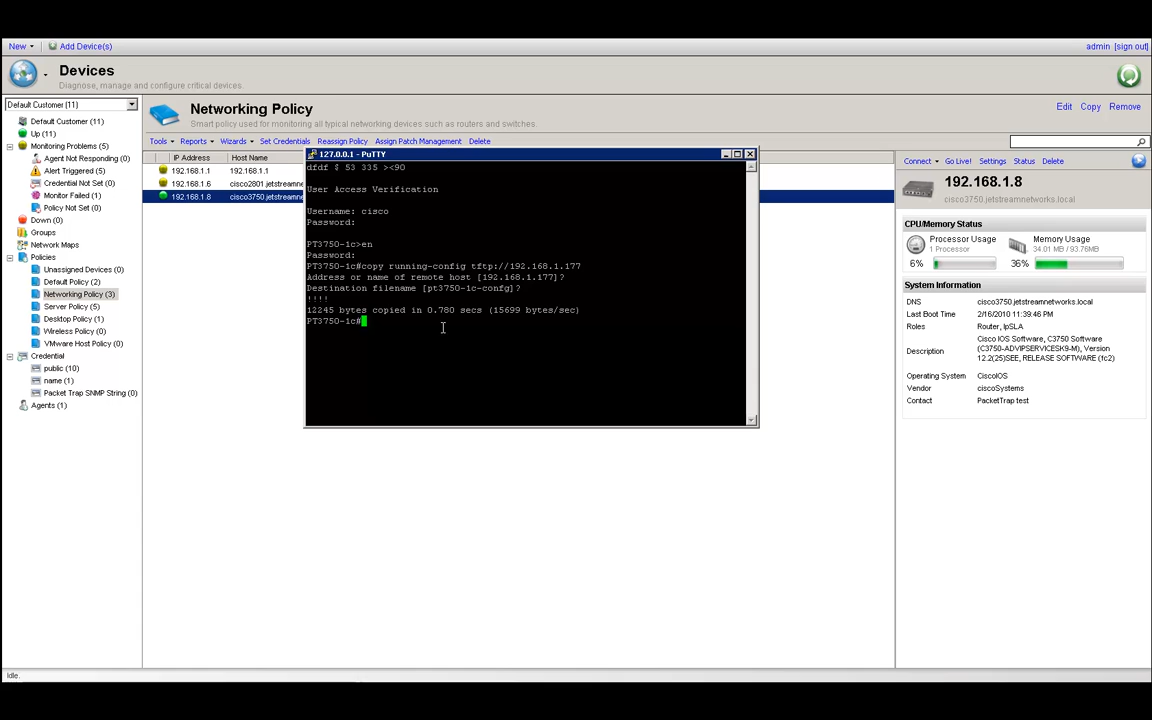 New
Add Device(s)
admin [sign out]
Devices
Diagnose, manage and configure critical devices.
Default Customer (11)
Default Customer (11)
Up (11)
Monitoring Problems (5)
Agent Not Responding (0)
Alert Triggered (5)
Credential Not Set (0)
Monitor Failed (1)
Policy Not Set (0)
Down (0)
Groups
Network Maps
Policies
Unassigned Devices (0)
Default Policy (2)
Networking Policy (3)
Server Policy (5)
Desktop Policy (1)
Wireless Policy (0)
VMware Host Policy (0)
Credential
public (10)
name (1)
Packet Trap SNMP String (0)
Agents (1)
Networking Policy
Smart policy used for monitoring all typical networking devices such as routers and switches.
Edit Copy Remove
Tools Reports Wizards Set Credentials Reassign Policy Assign Patch Management Delete
IP Address Host Name
192.168.1.1 192.168.1.1
192.168.1.6 cisco2801.jetstreamne
192.168.1.8 cisco3750.jetstreamne
127.0.0.1 - PuTTY
dfdf $ 53 335 ><90
User Access Verification
Username: cisco
Password:
PT3750-1c>en
Password:
PT3750-1c#copy running-config tftp://192.168.1.177
Address or name of remote host [192.168.1.177]?
Destination filename [pt3750-1c-confg]?
!!!!
12245 bytes copied in 0.780 secs (15699 bytes/sec)
PT3750-1c#
Connect Go Live! Settings Status Delete
192.168.1.8
cisco3750.jetstreamnetworks.local
CPU/Memory Status
Processor Usage
1 Processor
6%
Memory Usage
34.01 MB / 93.76MB
36%
System Information
DNS cisco3750.jetstreamnetworks.local
Last Boot Time 2/16/2010 11:39:46 PM
Roles Router, IpSLA
Description Cisco IOS Software, C3750 Software
(C3750-ADVIPSERVICESK9-M), Version
12.2(25)SEE, RELEASE SOFTWARE (fc2)
Operating System CiscoIOS
Vendor ciscoSystems
Contact PacketTrap test
Idle.